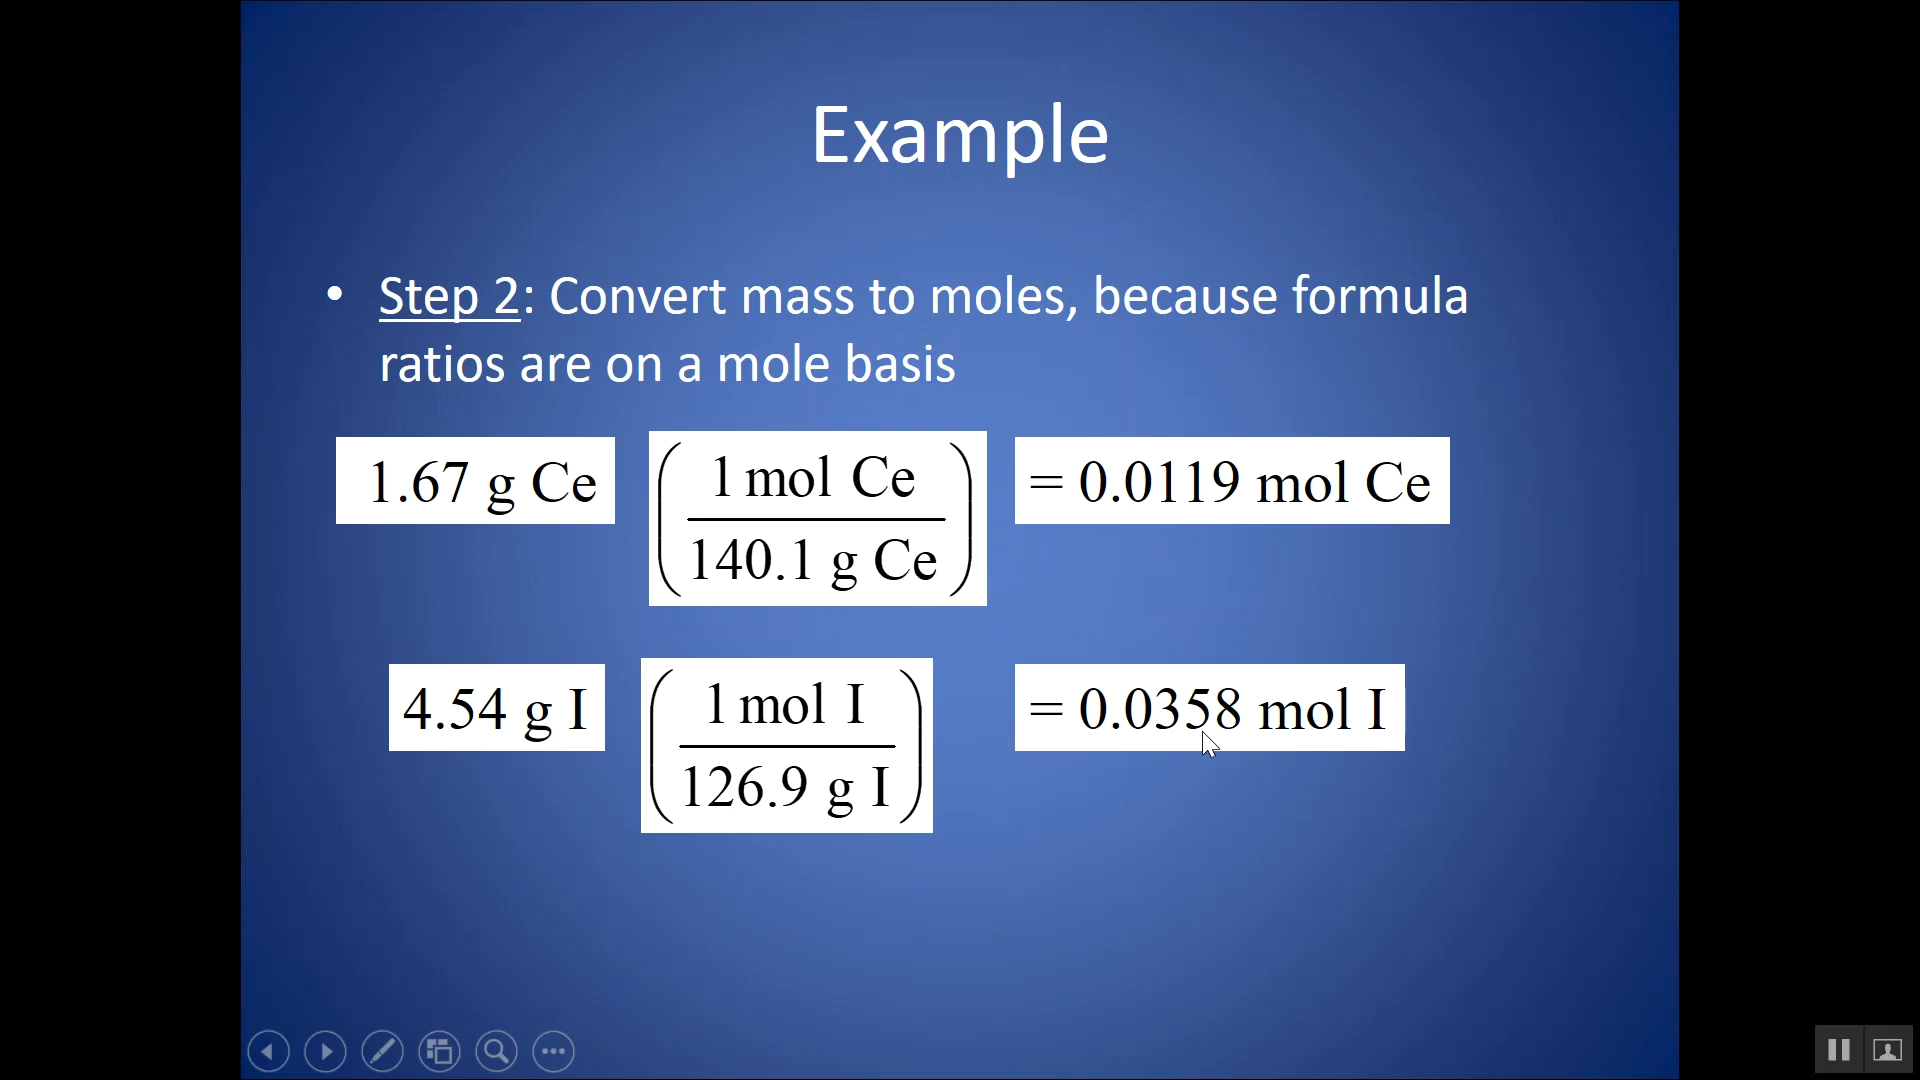 Example
• Step 2: Convert mass to moles, because formula
ratios are on a mole basis
1.67 g Ce (1 mol Ce / 140.1 g Ce) = 0.0119 mol Ce
4.54 g I (1 mol I / 126.9 g I) = 0.0358 mol I